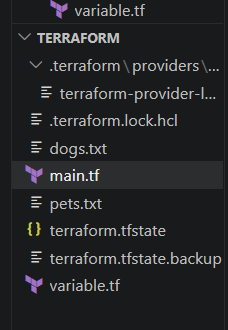 variable.tf
TERRAFORM
.terraform\providers\...
terraform-provider-l...
.terraform.lock.hcl
dogs.txt
main.tf
pets.txt
{} terraform.tfstate
terraform.tfstate.backup
variable.tf